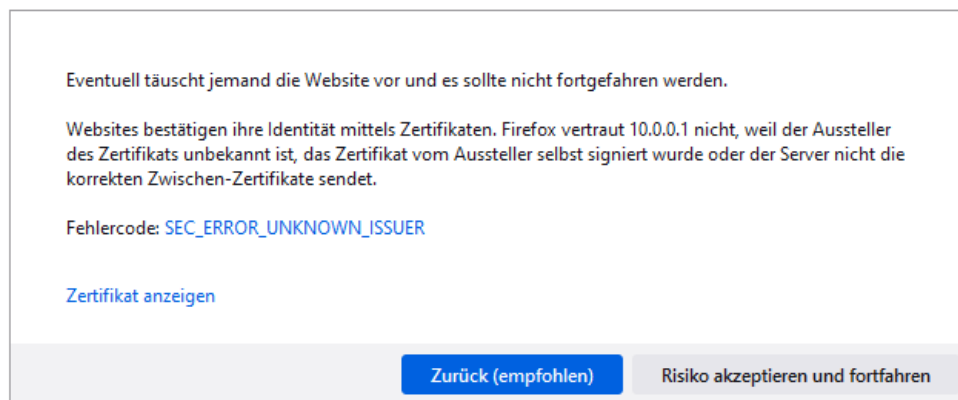 Eventuell täuscht jemand die Website vor und es sollte nicht fortgefahren werden.
Websites bestätigen ihre Identität mittels Zertifikaten. Firefox vertraut 10.0.0.1 nicht, weil der Aussteller
des Zertifikats unbekannt ist, das Zertifikat vom Aussteller selbst signiert wurde oder der Server nicht die
korrekten Zwischen-Zertifikate sendet.
Fehlercode: SEC_ERROR_UNKNOWN_ISSUER
Zertifikat anzeigen
Zurück (empfohlen) Risiko akzeptieren und fortfahren